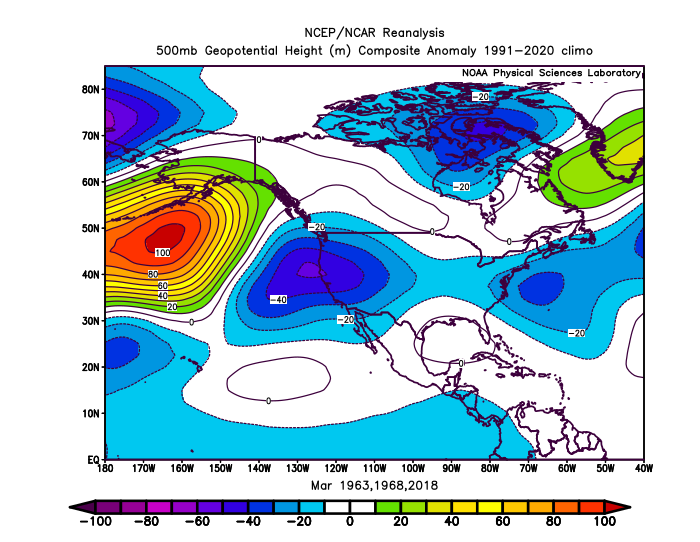 NCEP/NCAR Reanalysis
500mb Geopotential Height (m) Composite Anomaly 1991-2020 climo
NOAA Physical Sciences Laboratory
80N
-20
70N
0
60N
-20
50N
-20
0
0
100
40N
80
60
40
-40
20
30N
0
-20
-20
20N
0
0
10N
EQ
180 170W 160W 150W 140W 130W 120W 110W 100W 90W 80W 70W 60W 50W 40W
Mar 1963,1968,2018
-100 -80 -60 -40 -20 0 20 40 60 80 100